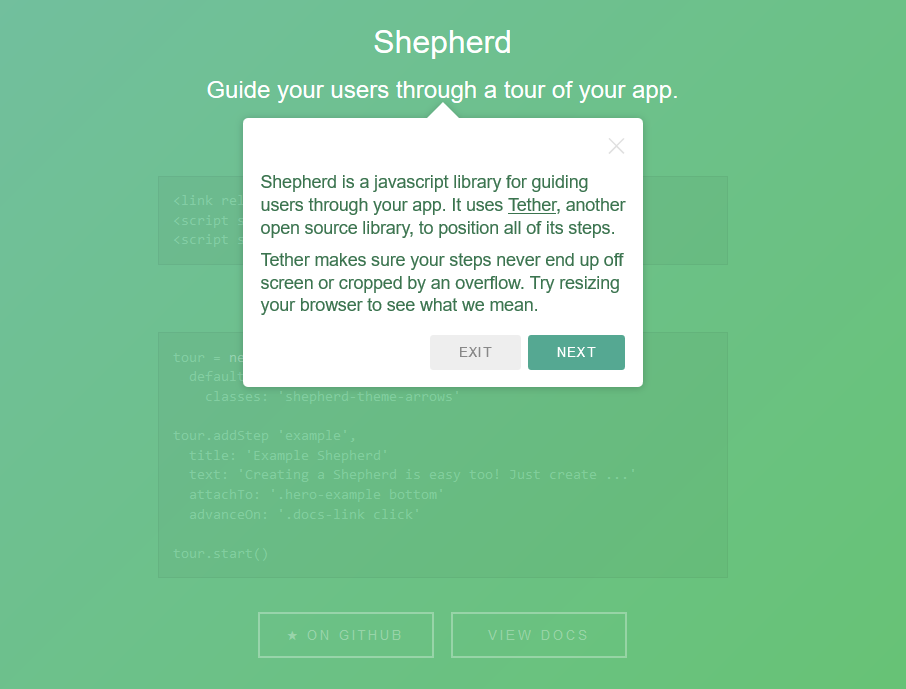 Shepherd
Guide your users through a tour of your app.
Shepherd is a javascript library for guiding
users through your app. It uses Tether, another
open source library, to position all of its steps.
Tether makes sure your steps never end up off
screen or cropped by an overflow. Try resizing
your browser to see what we mean.
EXIT NEXT
<link rel
<script s
<script s
tour = ne
default
classes: 'shepherd-theme-arrows'
tour.addStep 'example',
title: 'Example Shepherd'
text: 'Creating a Shepherd is easy too! Just create ...'
attachTo: '.hero-example bottom'
advanceOn: '.docs-link click'
tour.start()
★ ON GITHUB VIEW DOCS